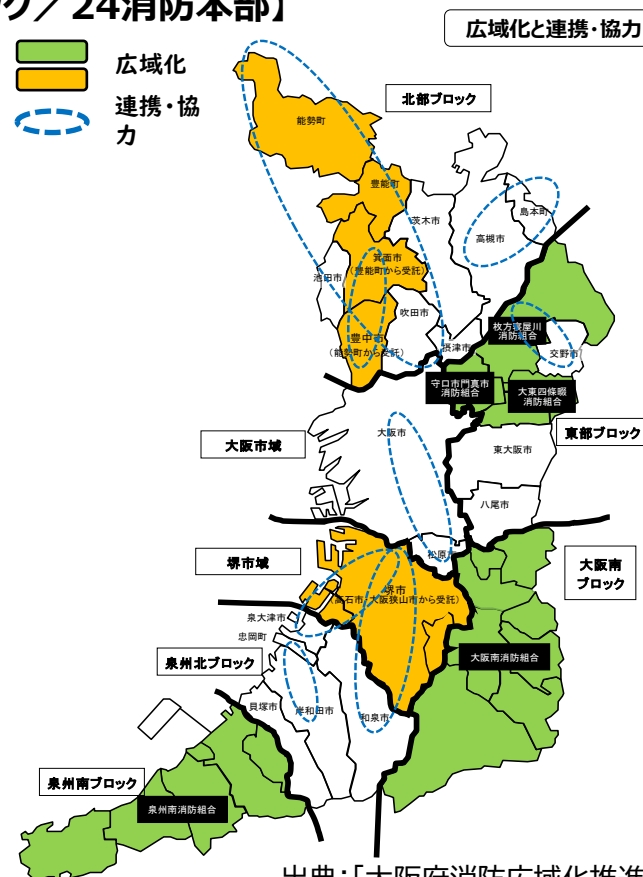 ック／24消防本部】
広域化と連携・協力
広域化
連携・協
力
北部ブロック
能勢町
豊能町
茨木市
島本町
高槻市
箕面市
（豊能町から受託）
池田市
吹田市
豊中市
（能勢町から受託）
摂津市
枚方寝屋川
消防組合
交野市
守口市門真市
消防組合
大東四條畷
消防組合
東部ブロック
大阪市
大阪市域
東大阪市
八尾市
松原
堺市域
大阪南
ブロック
堺市
（高石市・大阪狭山市から受託）
泉大津市
忠岡町
泉州北ブロック
大阪南消防組合
貝塚市
岸和田市
和泉市
泉州南ブロック
泉州南消防組合
出典：「大阪府消防広域化推進